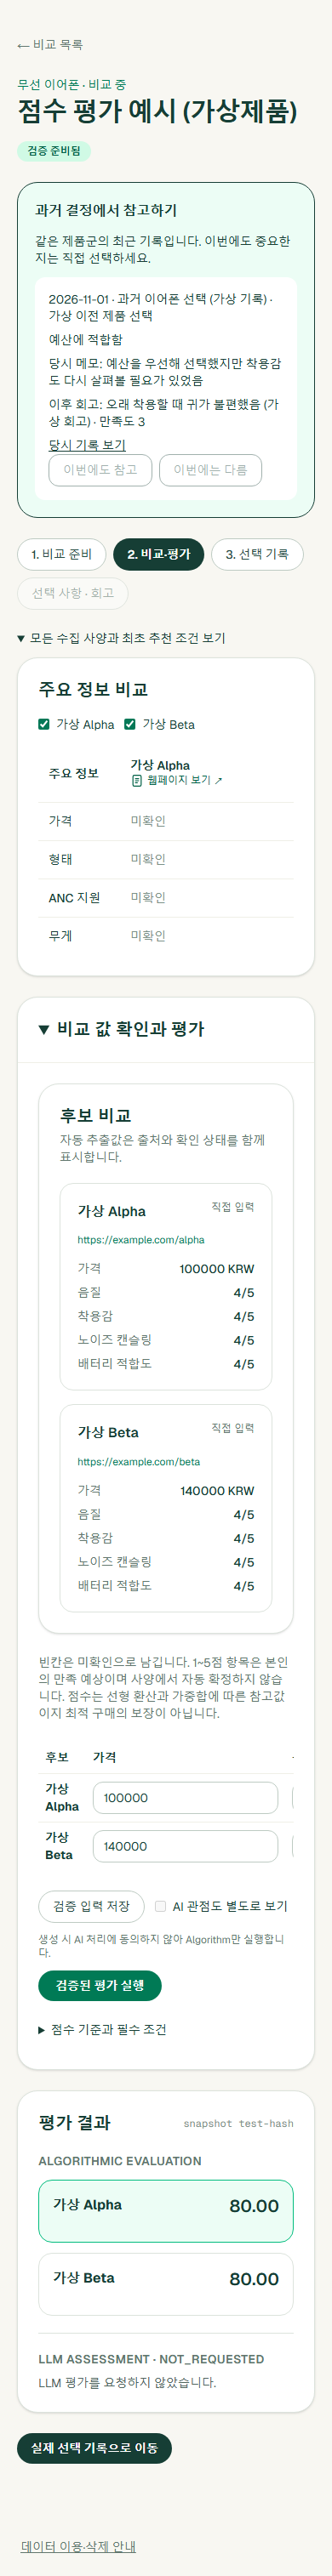 ← 비교 목록
무선 이어폰 · 비교 중
점수 평가 예시 (가상제품)
검증 준비됨
과거 결정에서 참고하기
같은 제품군의 최근 기록입니다. 이번에도 중요한
지는 직접 선택하세요.
2026-11-01 · 과거 이어폰 선택 (가상 기록) ·
가상 이전 제품 선택
예산에 적합함
당시 메모: 예산을 우선해 선택했지만 착용감
도 다시 살펴볼 필요가 있었음
이후 회고: 오래 착용할 때 귀가 불편했음 (가
상 회고) · 만족도 3
당시 기록 보기
이번에도 참고 이번에는 다름
1. 비교 준비 2. 비교·평가 3. 선택 기록
선택 사항 · 회고
▼ 모든 수집 사양과 최초 추천 조건 보기
주요 정보 비교
가상 Alpha 가상 Beta
주요 정보 가상 Alpha
웹페이지 보기 ↗
가격 미확인
형태 미확인
ANC 지원 미확인
무게 미확인
▼ 비교 값 확인과 평가
후보 비교
자동 추출값은 출처와 확인 상태를 함께
표시합니다.
가상 Alpha 직접 입력
https://example.com/alpha
가격 100000 KRW
음질 4/5
착용감 4/5
노이즈 캔슬링 4/5
배터리 적합도 4/5
가상 Beta 직접 입력
https://example.com/beta
가격 140000 KRW
음질 4/5
착용감 4/5
노이즈 캔슬링 4/5
배터리 적합도 4/5
빈칸은 미확인으로 남깁니다. 1~5점 항목은 본인
의 만족 예상이며 사양에서 자동 확정하지 않습
니다. 점수는 선형 환산과 가중합에 따른 참고값
이지 최적 구매의 보장이 아닙니다.
후보 가격
가상
Alpha 100000
가상
Beta 140000
검증 입력 저장 AI 관점도 별도로 보기
생성 시 AI 처리에 동의하지 않아 Algorithm만 실행합니
다.
검증된 평가 실행
▶ 점수 기준과 필수 조건
평가 결과 snapshot test-hash
ALGORITHMIC EVALUATION
가상 Alpha 80.00
가상 Beta 80.00
LLM ASSESSMENT · NOT_REQUESTED
LLM 평가를 요청하지 않았습니다.
실제 선택 기록으로 이동
데이터 이용·삭제 안내